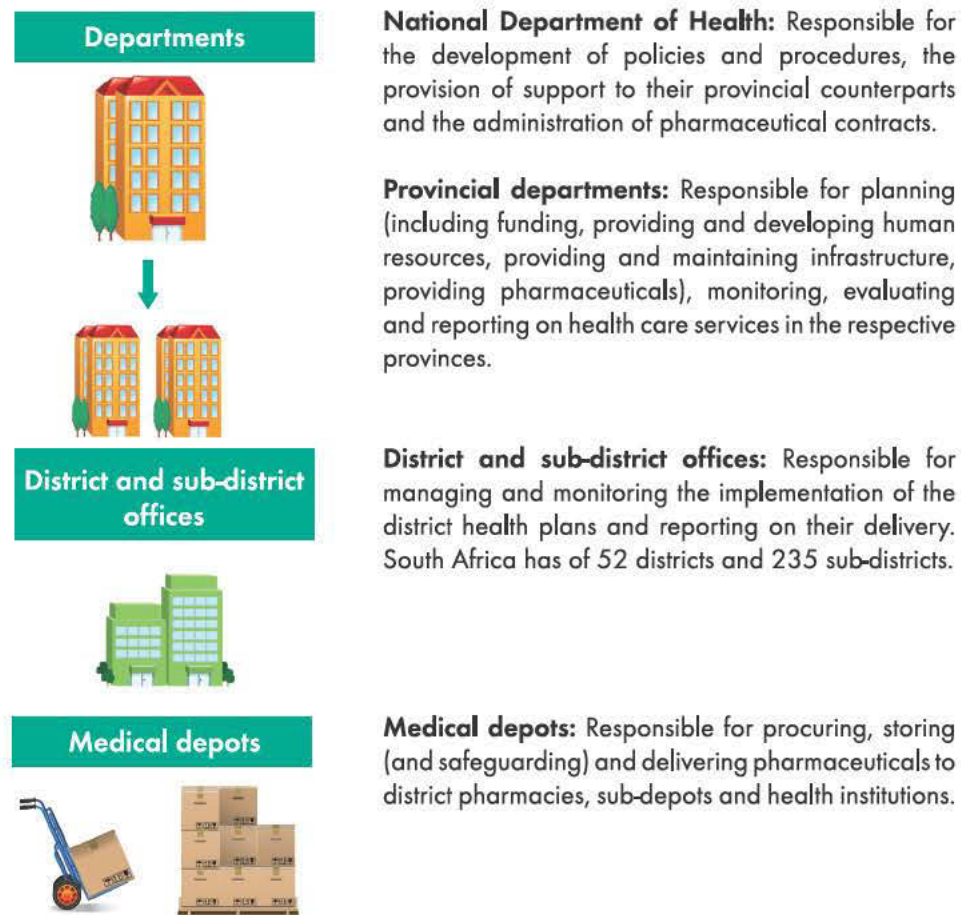 Departments
National Department of Health: Responsible for
the development of policies and procedures, the
provision of support to their provincial counterparts
and the administration of pharmaceutical contracts.
Provincial departments: Responsible for planning
(including funding, providing and developing human
resources, providing and maintaining infrastructure,
providing pharmaceuticals), monitoring, evaluating
and reporting on health care services in the respective
provinces.
District and sub-district
offices
District and sub-district offices: Responsible for
managing and monitoring the implementation of the
district health plans and reporting on their delivery.
South Africa has of 52 districts and 235 sub-districts.
Medical depots
Medical depots: Responsible for procuring, storing
(and safeguarding) and delivering pharmaceuticals to
district pharmacies, sub-depots and health institutions.